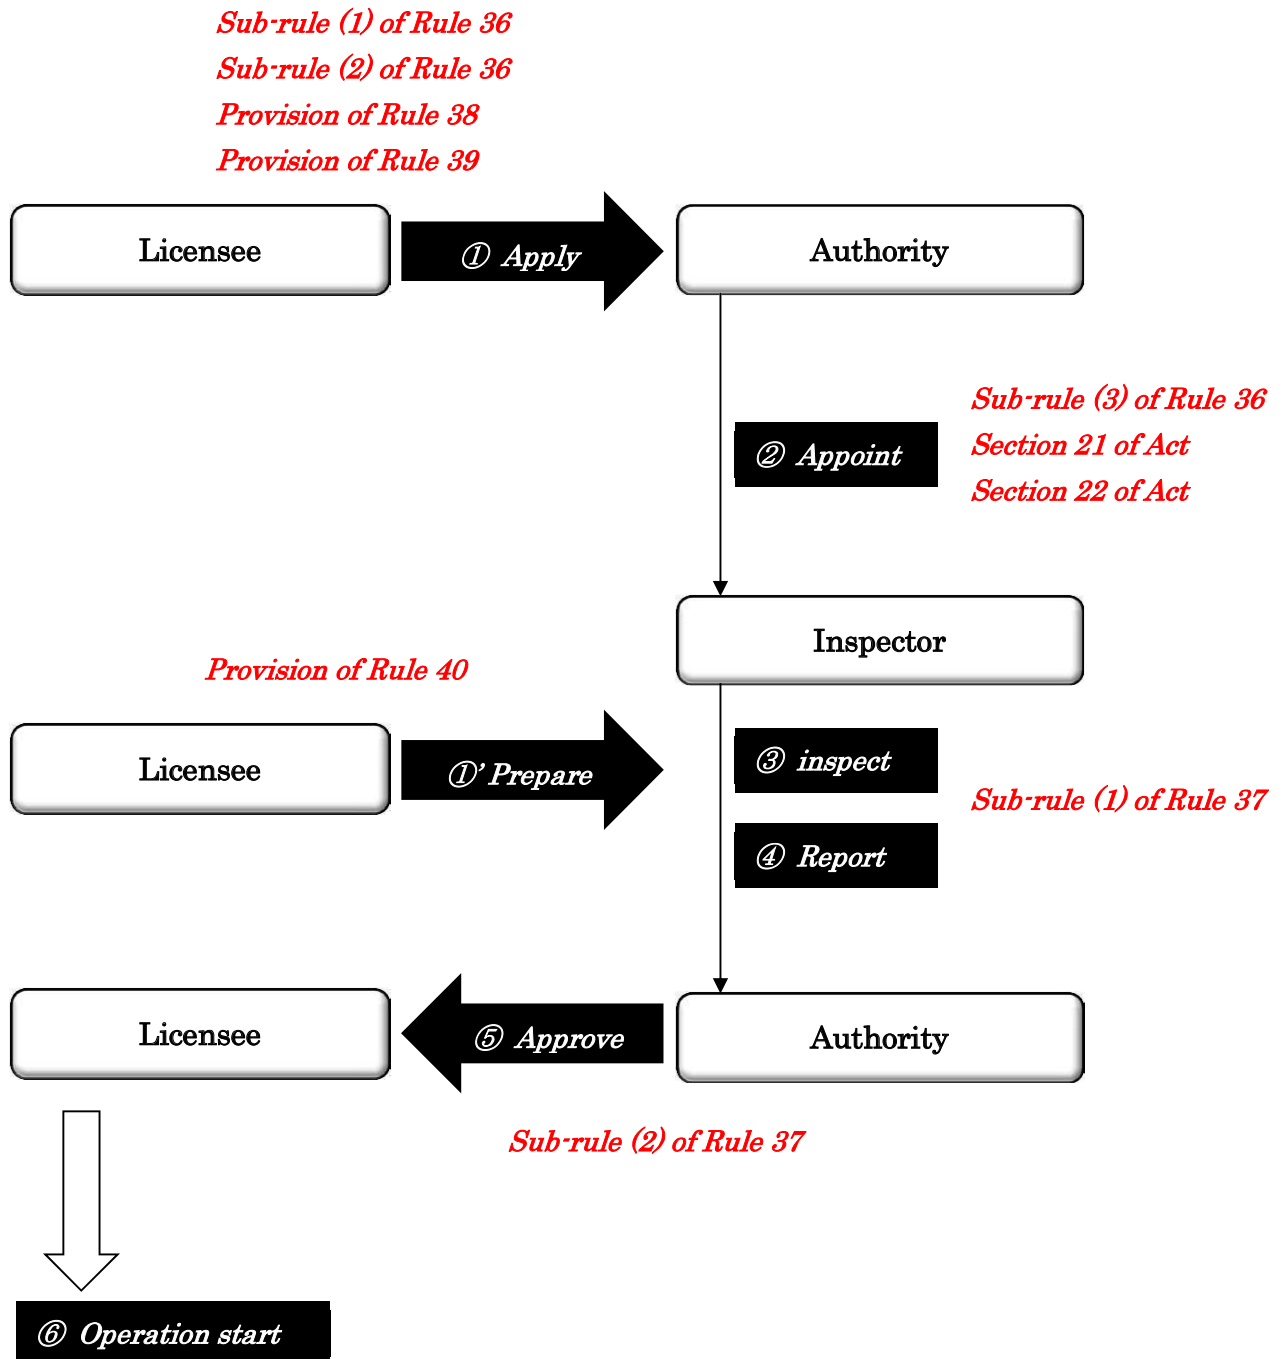 Sub-rule (1) of Rule 36
Sub-rule (2) of Rule 36
Provision of Rule 38
Provision of Rule 39
Licensee
① Apply
Authority
② Appoint
Sub-rule (3) of Rule 36
Section 21 of Act
Section 22 of Act
Inspector
Provision of Rule 40
Licensee
①’ Prepare
③ inspect
④ Report
Sub-rule (1) of Rule 37
Licensee
⑤ Approve
Authority
Sub-rule (2) of Rule 37
⑥ Operation start